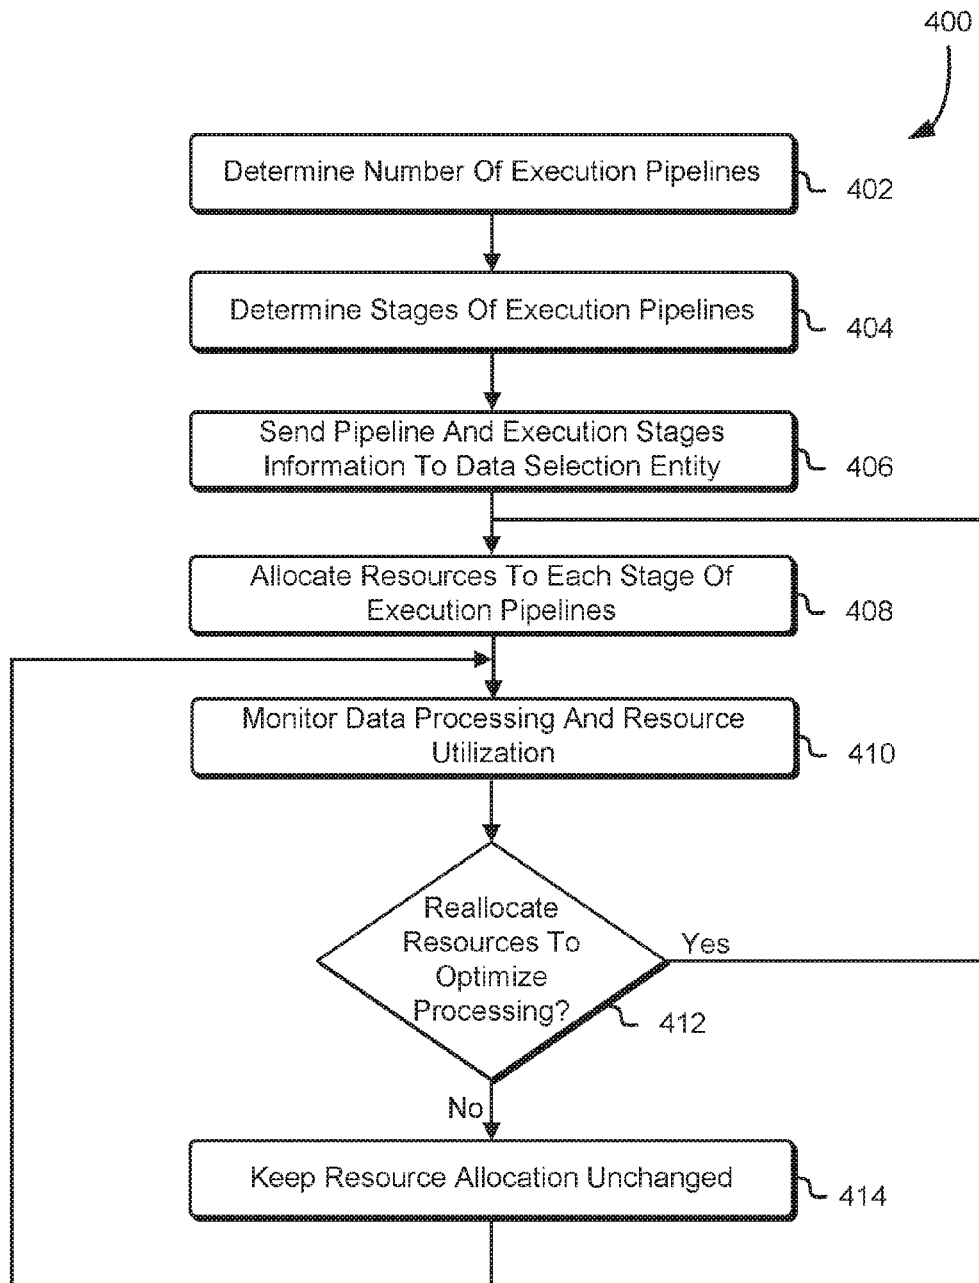 400
Determine Number Of Execution Pipelines
402
Determine Stages Of Execution Pipelines
404
Send Pipeline And Execution Stages
Information To Data Selection Entity
406
Allocate Resources To Each Stage Of
Execution Pipelines
408
Monitor Data Processing And Resource
Utilization
410
Reallocate
Resources To
Optimize
Processing?
Yes
412
No
Keep Resource Allocation Unchanged
414